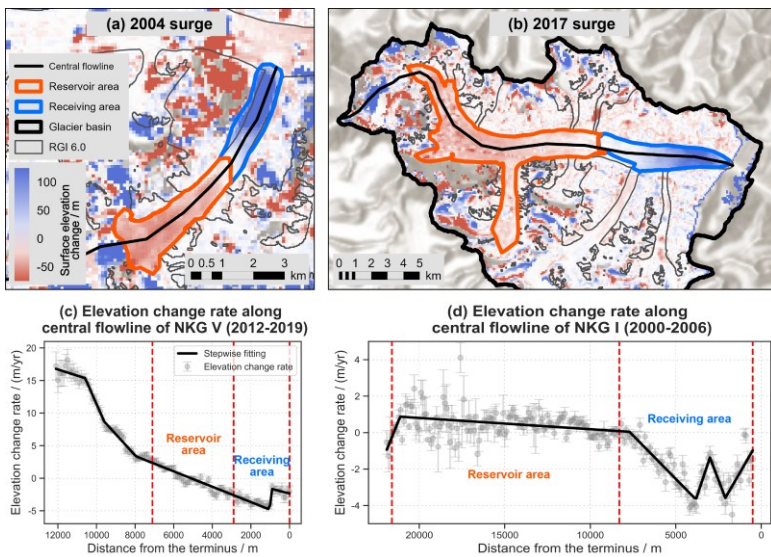 (a) 2004 surge
Central flowline
Reservoir area
Receiving area
Glacier basin
RGI 6.0
100
50
0
-50
Surface elevation
change / m
0 0.5 1 2 3
km
(b) 2017 surge
0 1 2 3 4 5
km
(c) Elevation change rate along
central flowline of NKG V (2012-2019)
Stepwise fitting
Elevation change rate
Reservoir
area
Receiving
area
Elevation change rate / (m/yr)
20
15
10
5
0
-5
12000 10000 8000 6000 4000 2000 0
Distance from the terminus / m
(d) Elevation change rate along
central flowline of NKG I (2000-2006)
Receiving area
Reservoir area
Elevation change rate / (m/yr)
4
2
0
-2
-4
20000 15000 10000 5000 0
Distance from the terminus / m